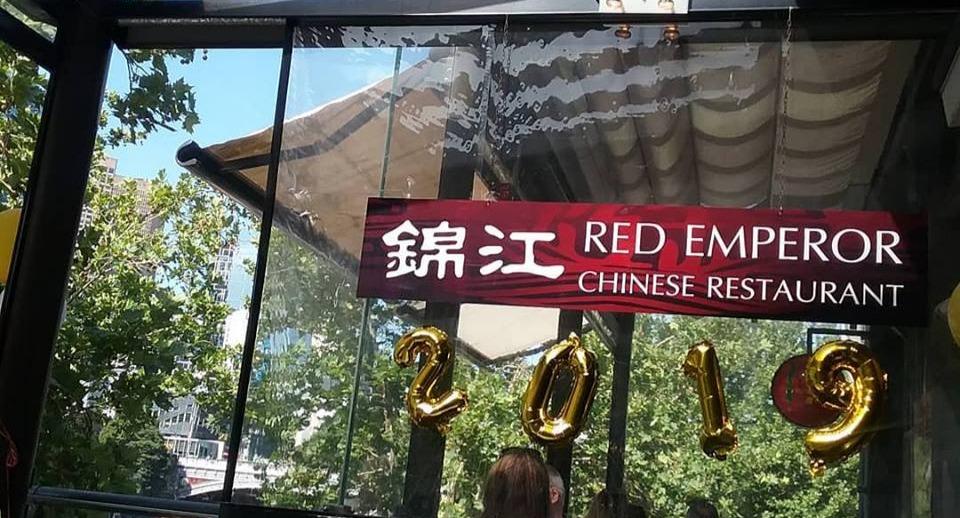 錦江 RED EMPEROR
CHINESE RESTAURANT
2019